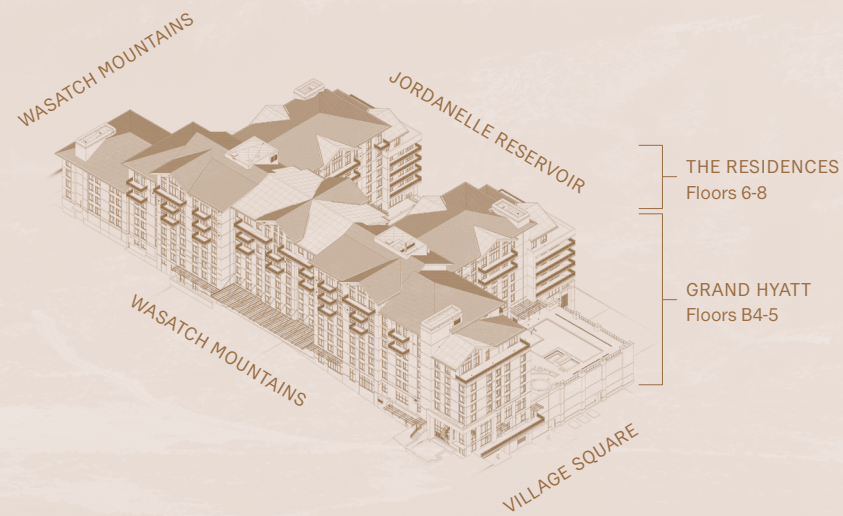 WASATCH MOUNTAINS
JORDANELLE RESERVOIR
THE RESIDENCES
Floors 6-8
GRAND HYATT
Floors B4-5
WASATCH MOUNTAINS
VILLAGE SQUARE